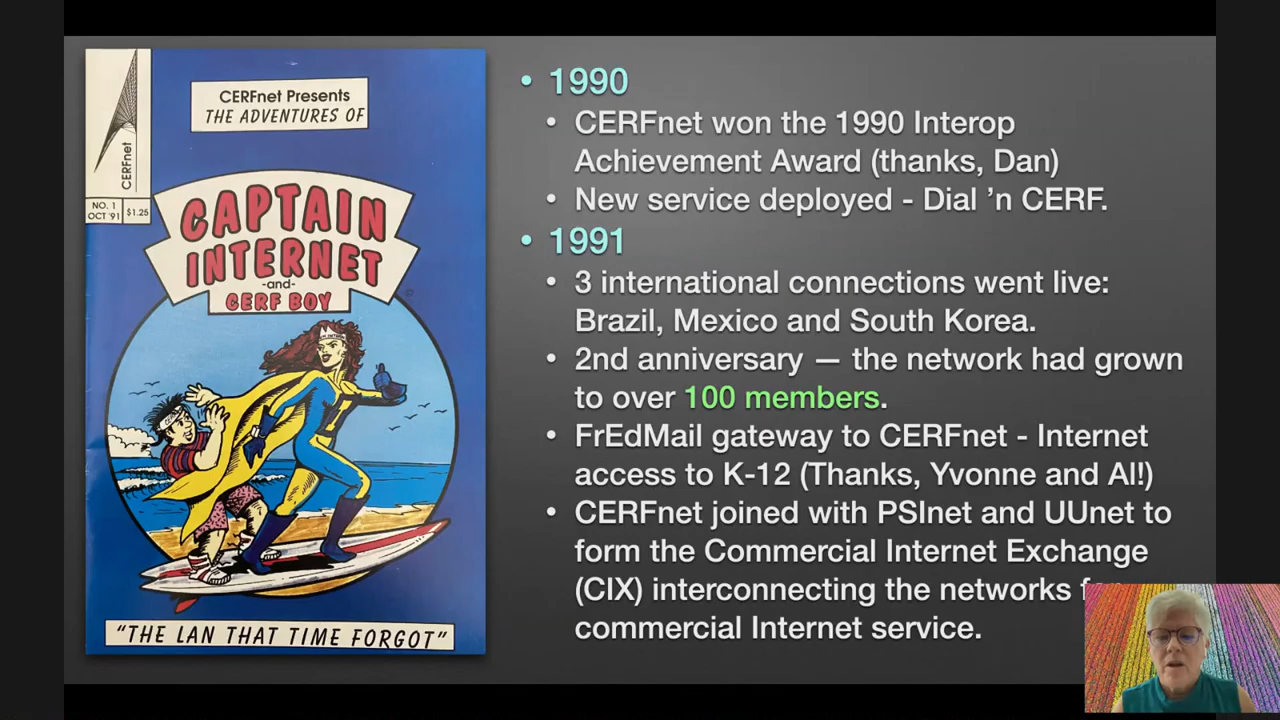 CERFnet Presents
THE ADVENTURES OF
CERFnet
NO. 1
OCT '91
$1.25
CAPTAIN
INTERNET
-and-
CERF BOY
"THE LAN THAT TIME FORGOT"
• 1990
• CERFnet won the 1990 Interop
Achievement Award (thanks, Dan)
• New service deployed - Dial ’n CERF.
• 1991
• 3 international connections went live:
Brazil, Mexico and South Korea.
• 2nd anniversary — the network had grown
to over 100 members.
• FrEdMail gateway to CERFnet - Internet
access to K-12 (Thanks, Yvonne and Al!)
• CERFnet joined with PSInet and UUnet to
form the Commercial Internet Exchange
(CIX) interconnecting the networks
commercial Internet service.